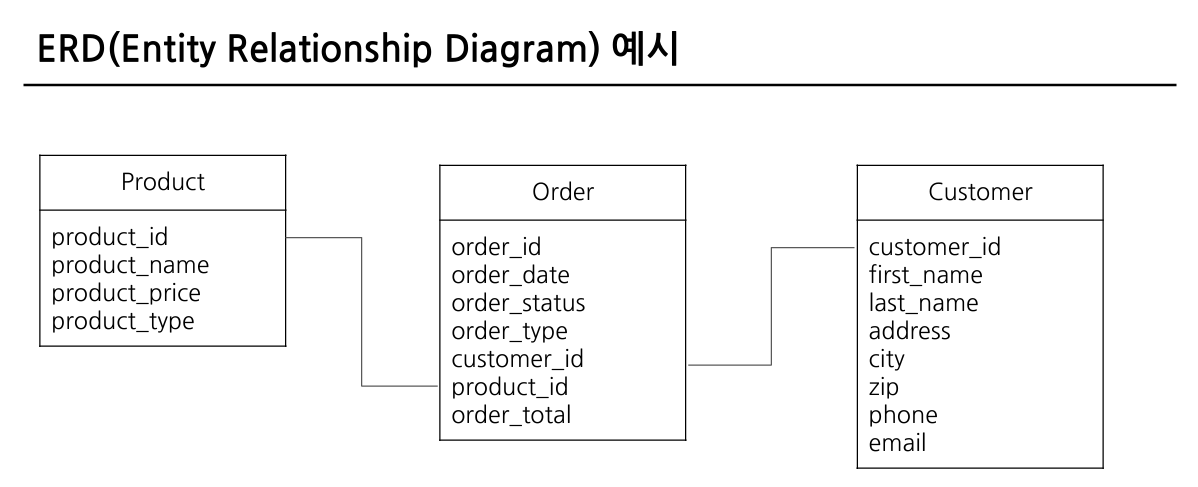 ERD(Entity Relationship Diagram) 예시
Product
product_id
product_name
product_price
product_type
Order
order_id
order_date
order_status
order_type
customer_id
product_id
order_total
Customer
customer_id
first_name
last_name
address
city
zip
phone
email